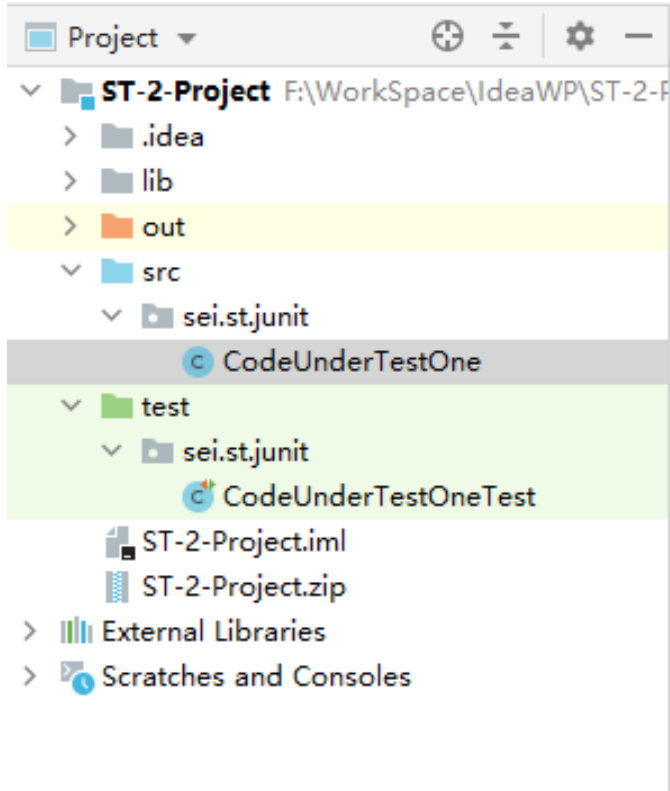 Project
ST-2-Project F:\WorkSpace\IdeaWP\ST-2-P
.idea
lib
out
src
sei.st.junit
CodeUnderTestOne
test
sei.st.junit
CodeUnderTestOneTest
ST-2-Project.iml
ST-2-Project.zip
External Libraries
Scratches and Consoles